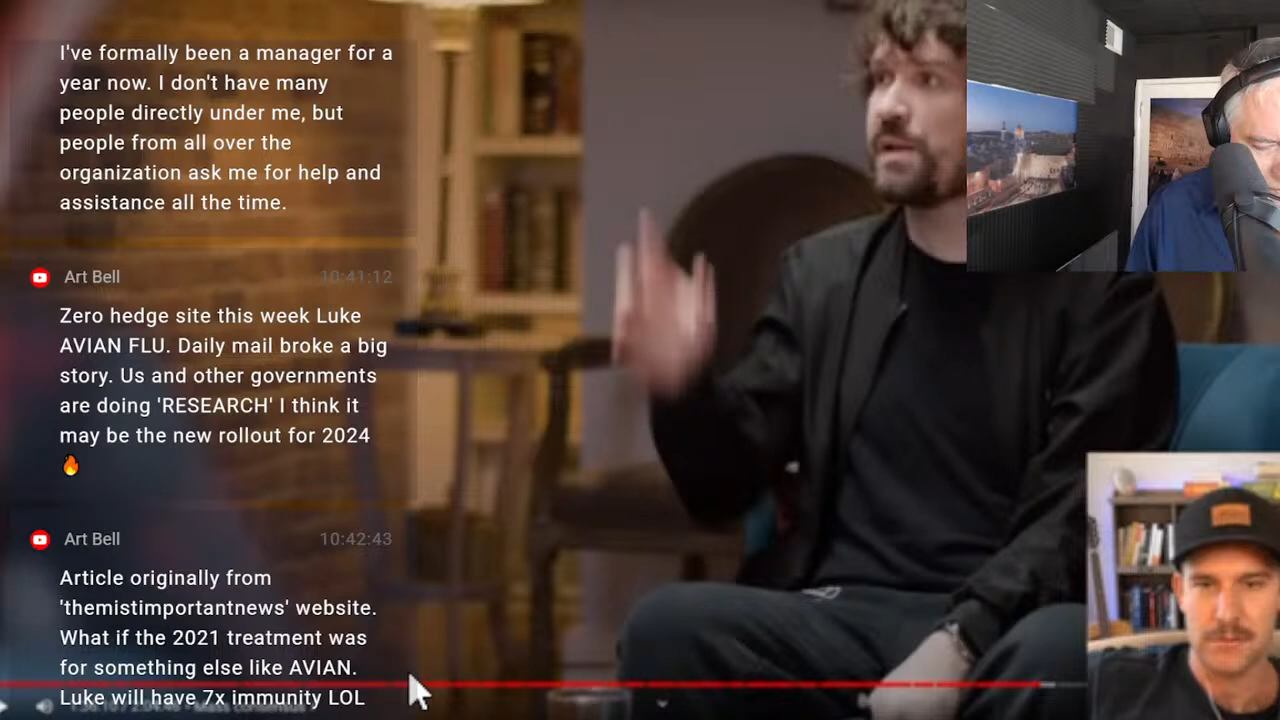 I've formally been a manager for a
year now. I don't have many
people directly under me, but
people from all over the
organization ask me for help and
assistance all the time.
Art Bell 10:41:12
Zero hedge site this week Luke
AVIAN FLU. Daily mail broke a big
story. Us and other governments
are doing 'RESEARCH' I think it
may be the new rollout for 2024
🔥
Art Bell 10:42:43
Article originally from
'themistimportantnews' website.
What if the 2021 treatment was
for something else like AVIAN.
Luke will have 7x immunity LOL